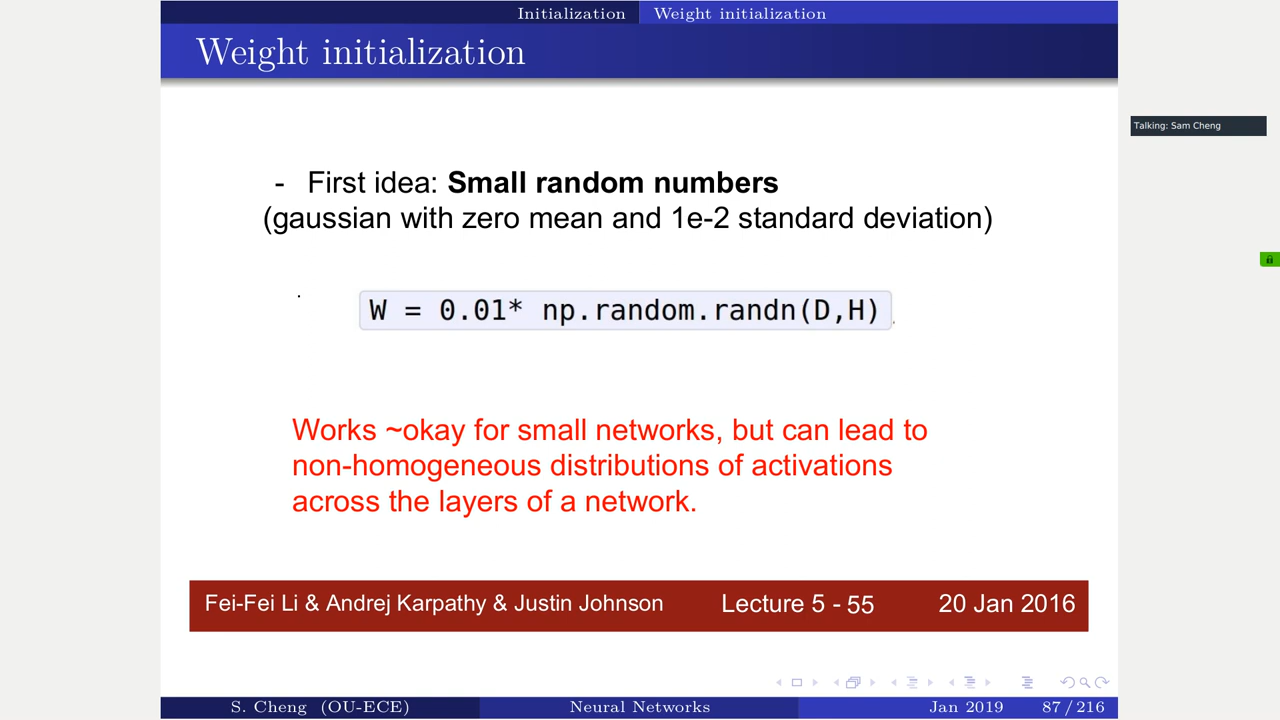 Initialization Weight initialization
Weight initialization
Talking: Sam Cheng
- First idea: Small random numbers
(gaussian with zero mean and 1e-2 standard deviation)
W = 0.01* np.random.randn(D,H)
Works ~okay for small networks, but can lead to
non-homogeneous distributions of activations
across the layers of a network.
Fei-Fei Li & Andrej Karpathy & Justin Johnson Lecture 5 - 55 20 Jan 2016
S. Cheng (OU-ECE) Neural Networks Jan 2019 87 / 216